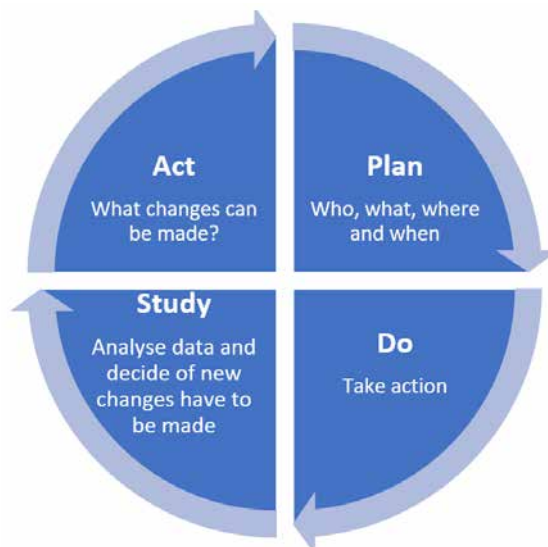 Act
What changes can
be made?
Plan
Who, what, where
and when
Study
Analyse data and
decide of new
changes have to
be made
Do
Take action